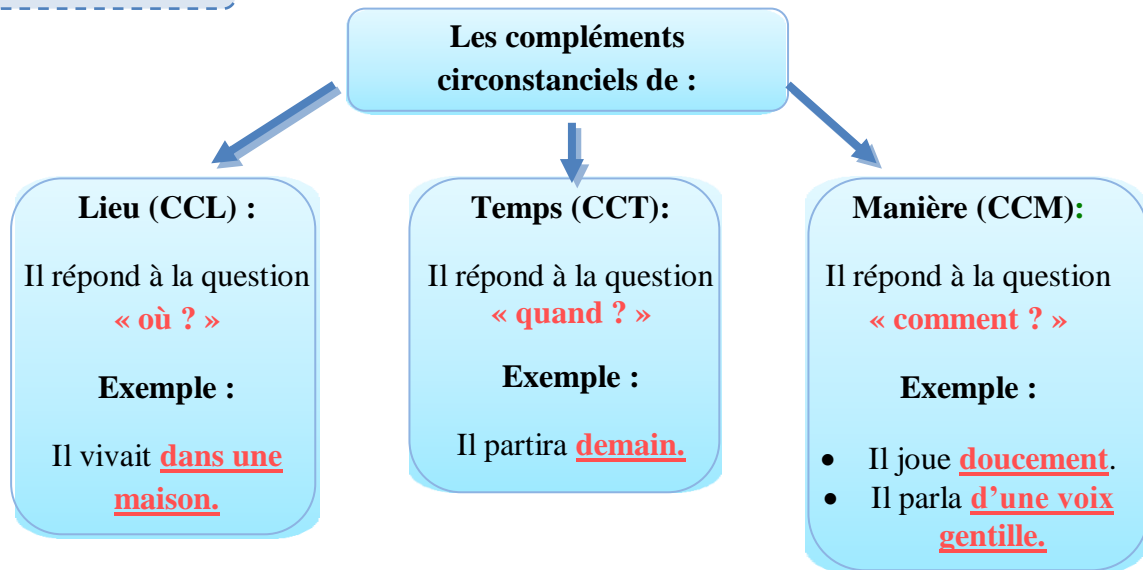 Les compléments
circonstanciels de :
Lieu (CCL) :
Il répond à la question
« où ? »
Exemple :
Il vivait dans une
maison.
Temps (CCT):
Il répond à la question
« quand ? »
Exemple :
Il partira demain.
Manière (CCM):
Il répond à la question
« comment ? »
Exemple :
• Il joue doucement.
• Il parla d’une voix
gentille.